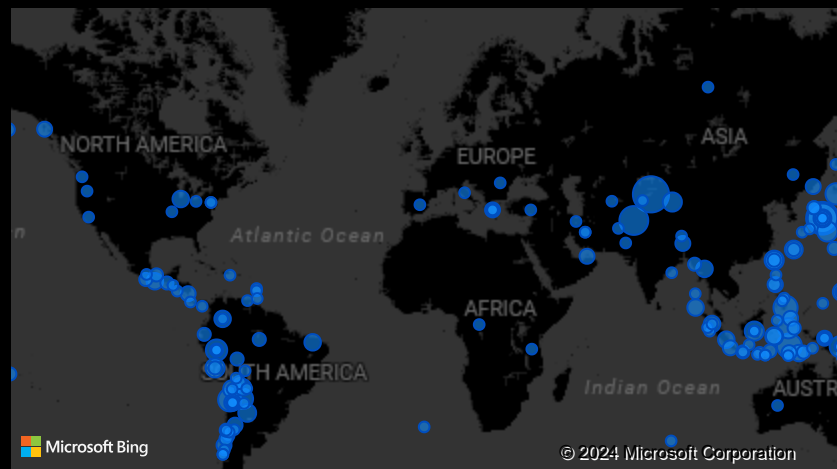 NORTH AMERICA
EUROPE
ASIA
n
Atlantic Ocean
AFRICA
SOUTH AMERICA
Indian Ocean
AUSTR
Microsoft Bing
© 2024 Microsoft Corporation